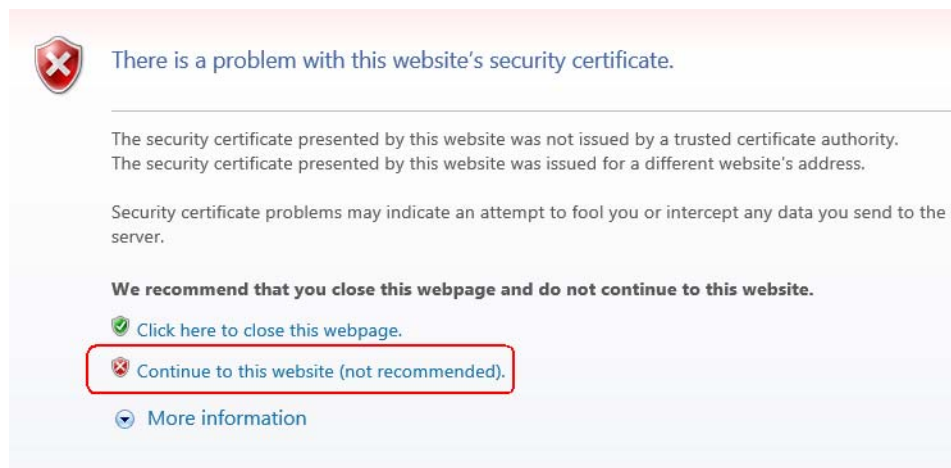 There is a problem with this website's security certificate.
The security certificate presented by this website was not issued by a trusted certificate authority.
The security certificate presented by this website was issued for a different website's address.
Security certificate problems may indicate an attempt to fool you or intercept any data you send to the
server.
We recommend that you close this webpage and do not continue to this website.
Click here to close this webpage.
Continue to this website (not recommended).
More information